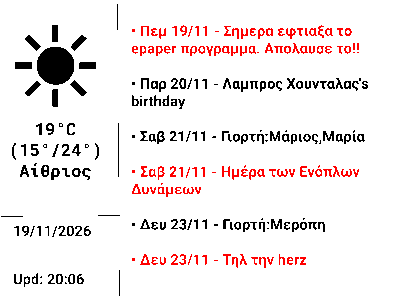 19°C
(15°/24°)
Αίθριος
19/11/2026
Upd: 20:06
• Πεμ 19/11 - Σημερα εφτιαξα το
epaper προγραμμα. Απολαυσε το!!
• Παρ 20/11 - Λαμπρος Χουνταλας's
birthday
• Σαβ 21/11 - Γιορτή:Μάριος,Μαρία
• Σαβ 21/11 - Ημέρα των Ενόπλων
Δυνάμεων
• Δευ 23/11 - Γιορτή:Μερόπη
• Δευ 23/11 - Τηλ την herz